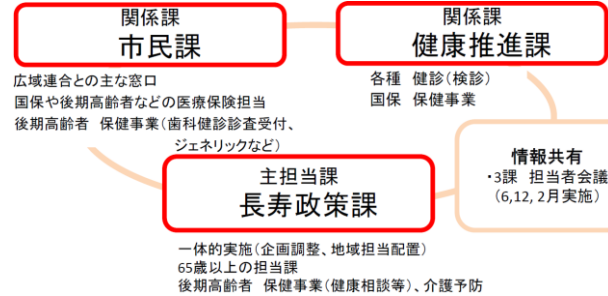 関係課
市民課
広域連合との主な窓口
国保や後期高齢者などの医療保険担当
後期高齢者 保健事業(歯科健診診査受付、
ジェネリックなど)
関係課
健康推進課
各種 健診(検診)
国保 保健事業
情報共有
・3課 担当者会議
(6,12, 2月実施)
主担当課
長寿政策課
一体的実施(企画調整、地域担当配置)
65歳以上の担当課
後期高齢者 保健事業(健康相談等)、介護予防